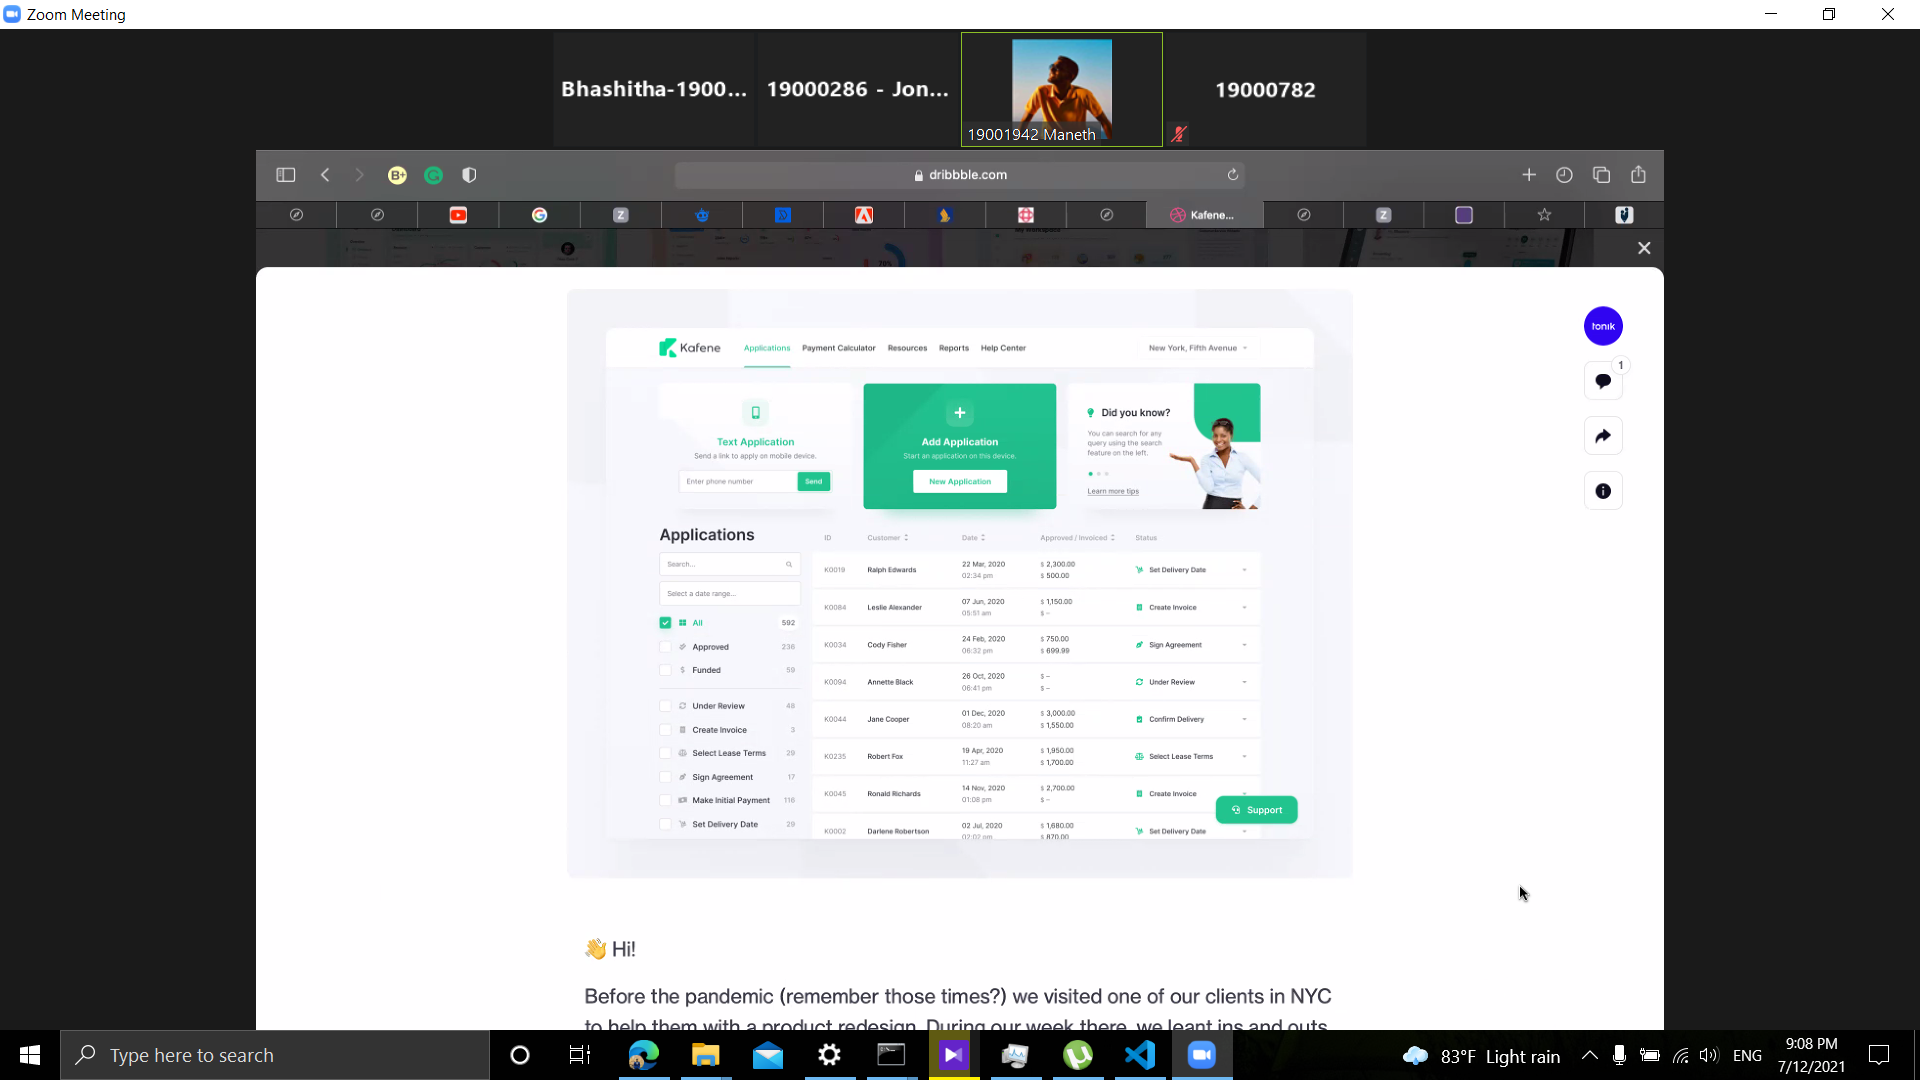 Zoom Meeting
Bhashitha-1900...
19000286 - Jon...
19001942 Maneth
19000782
B+
dribbble.com
Z
Kafene...
Z
79%
tonik
1
Kafene
Applications
Payment Calculator
Resources
Reports
Help Center
New York, Fifth Avenue
Text Application
Send a link to apply on mobile device.
Enter phone number
Send
Add Application
Start an application on this device.
New Application
Did you know?
You can search for any
query using the search
feature on the left.
Learn more tips
Applications
Search...
Select a date range...
All 592
Approved 236
Funded 59
Under Review 48
Create Invoice 3
Select Lease Terms 29
Sign Agreement 17
Make Initial Payment 116
Set Delivery Date 29
ID Customer Date Approved / Invoiced Status
K0019 Ralph Edwards 22 Mar, 2020 $ 2,300.00 Set Delivery Date
02:34 pm $ 500.00
K0084 Leslie Alexander 07 Jun, 2020 $ 1,150.00 Create Invoice
05:51 am $ –
K0034 Cody Fisher 24 Feb, 2020 $ 750.00 Sign Agreement
06:32 pm $ 699.99
K0094 Annette Black 26 Oct, 2020 $ – Under Review
06:41 pm $ –
K0044 Jane Cooper 01 Dec, 2020 $ 3,000.00 Confirm Delivery
08:20 am $ 1,550.00
K0235 Robert Fox 19 Apr, 2020 $ 1,950.00 Select Lease Terms
11:27 am $ 1,700.00
K0045 Ronald Richards 14 Nov, 2020 $ 2,700.00 Create Invoice
01:08 pm $ –
K0002 Darlene Robertson 02 Jul, 2020 $ 1,680.00 Set Delivery Date
02:02 pm $ 870.00
Support
👋 Hi!
Before the pandemic (remember those times?) we visited one of our clients in NYC
to help them with a product redesign. During our week there, we leant ins and outs
Type here to search
83°F Light rain
ENG
9:08 PM
7/12/2021